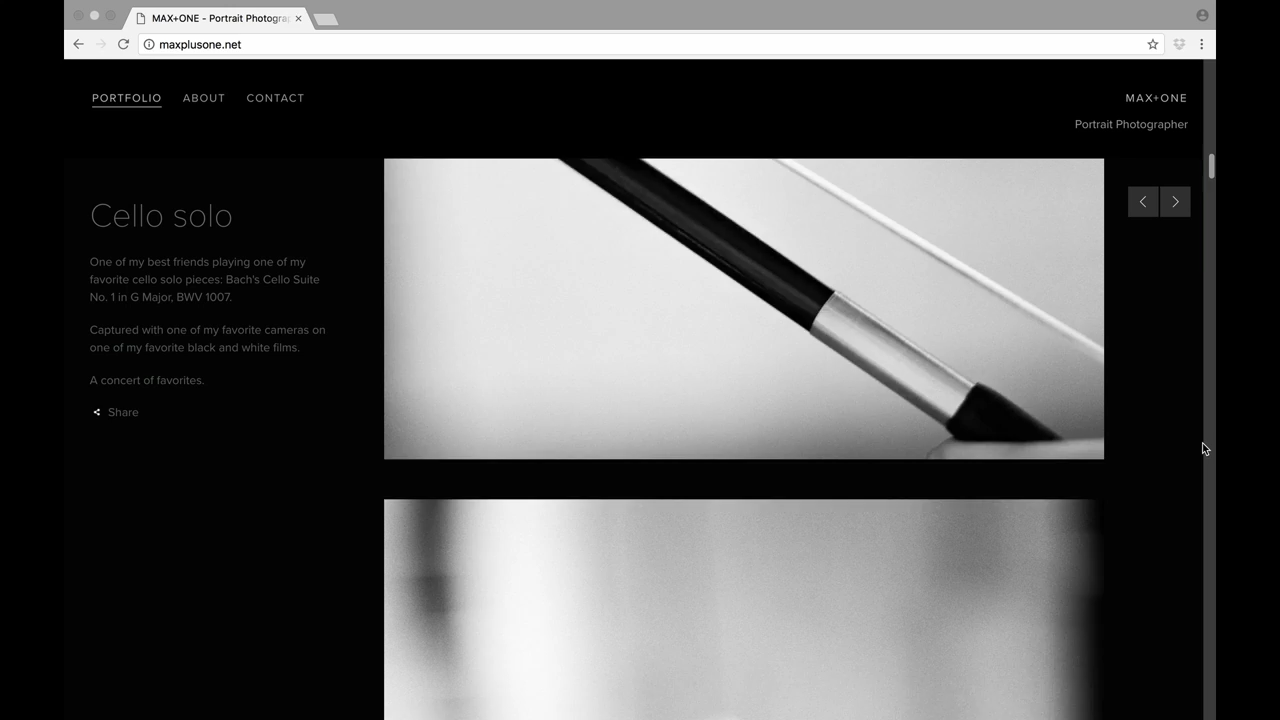 MAX+ONE - Portrait Photogra
maxplusone.net
PORTFOLIO ABOUT CONTACT
MAX+ONE
Portrait Photographer
Cello solo
One of my best friends playing one of my
favorite cello solo pieces: Bach's Cello Suite
No. 1 in G Major, BWV 1007.
Captured with one of my favorite cameras on
one of my favorite black and white films.
A concert of favorites.
Share